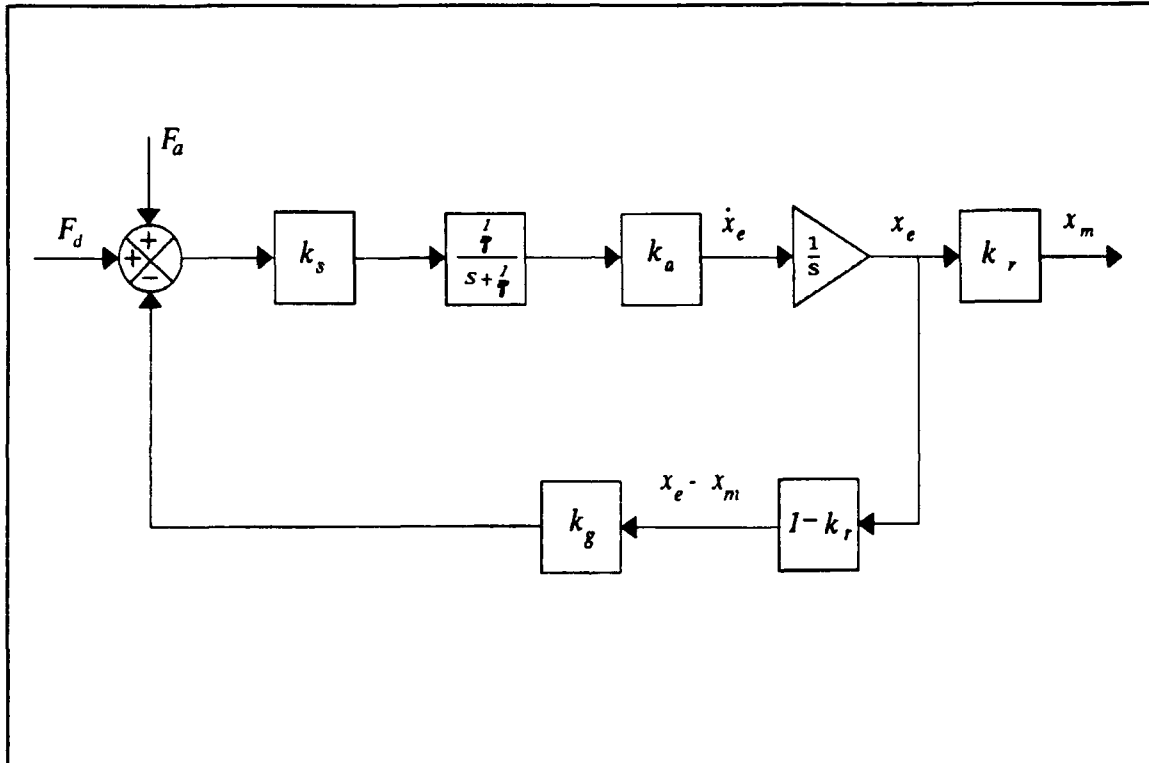 F_a
F_d
+
+
−
k_s
1/τ
s + 1/τ
k_a
ẋ_e
1/s
x_e
k_r
x_m
k_g
x_e - x_m
1 - k_r